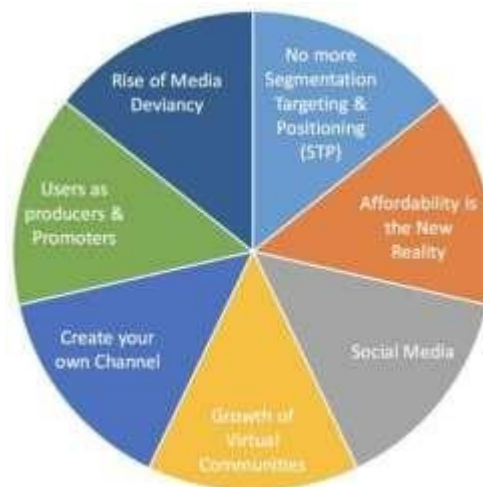 No more
Segmentation
Targeting &
Positioning
(STP)
Affordability is
the New
Reality
Social Media
Growth of
Virtual
Communities
Create your
own Channel
Users as
producers &
Promoters
Rise of Media
Deviancy